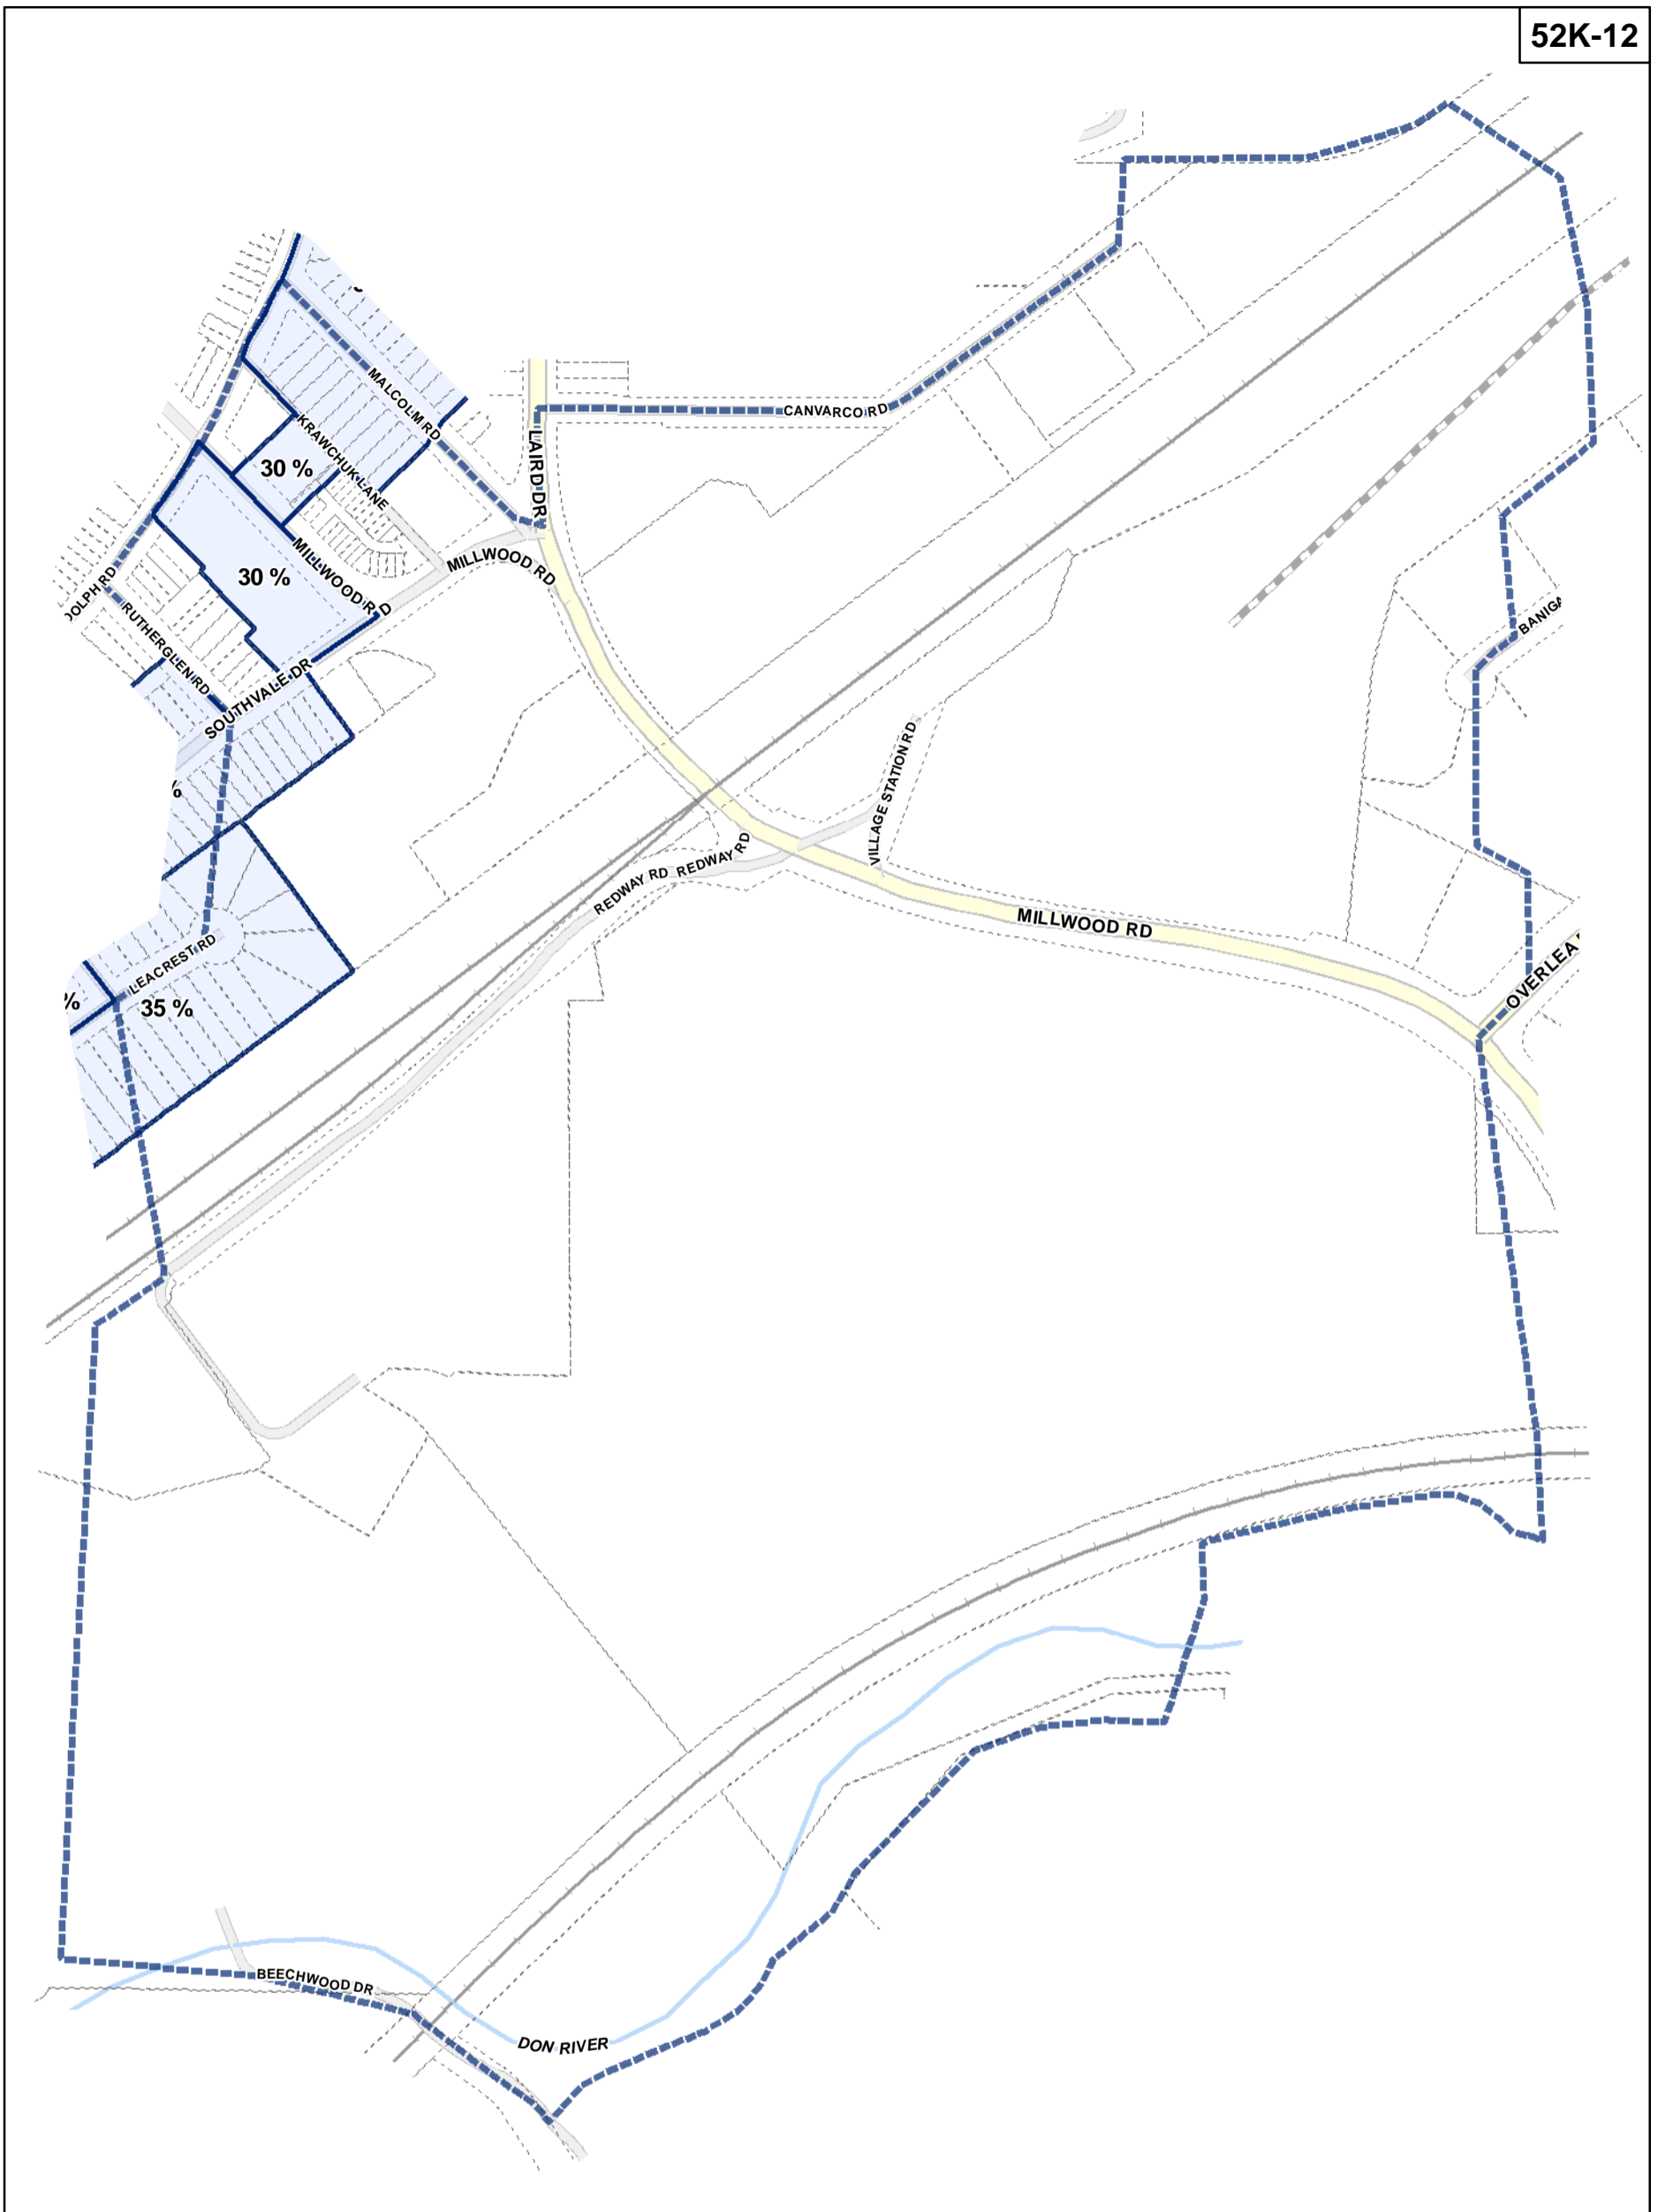 52K-12
MALCOLM RD
CANVARCO RD
LAIRD DR
KRAWCHUK LANE
30 %
MILLWOOD RD
MILLWOOD RD
30 %
RUTHERGLEN RD
SOUTHVALE DR
BANIGA
%
VILLAGE STATION RD
REDWAY RD
REDWAY RD
MILLWOOD RD
OVERLEA
LEACREST RD
%
35 %
BEECHWOOD DR
DON RIVER